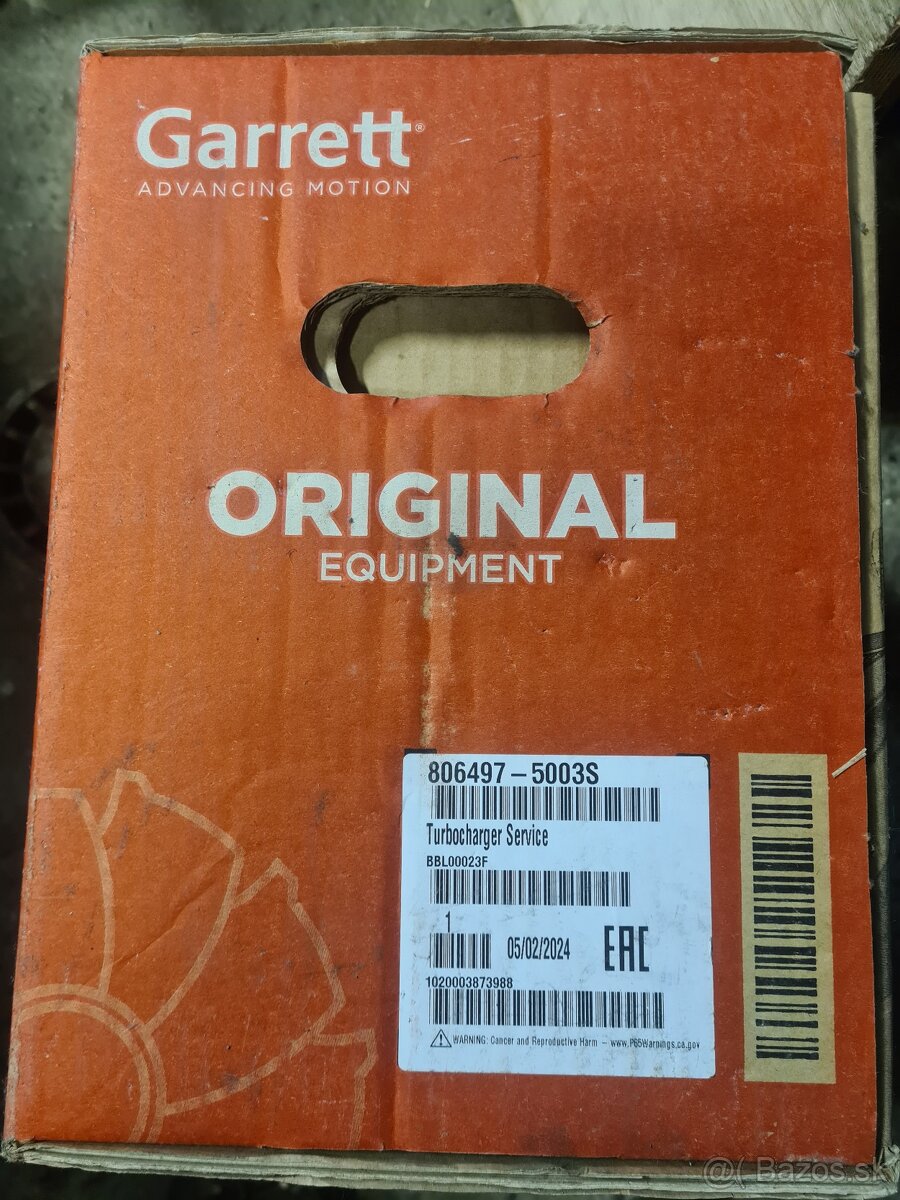 Garrett®
ADVANCING MOTION
ORIGINAL
EQUIPMENT
806497-5003S
Turbocharger Service
BBL00023F
1
05/02/2024
EAC
1020003873988
WARNING: Cancer and Reproductive Harm - www.P65Warnings.ca.gov
@( Bazos.sk